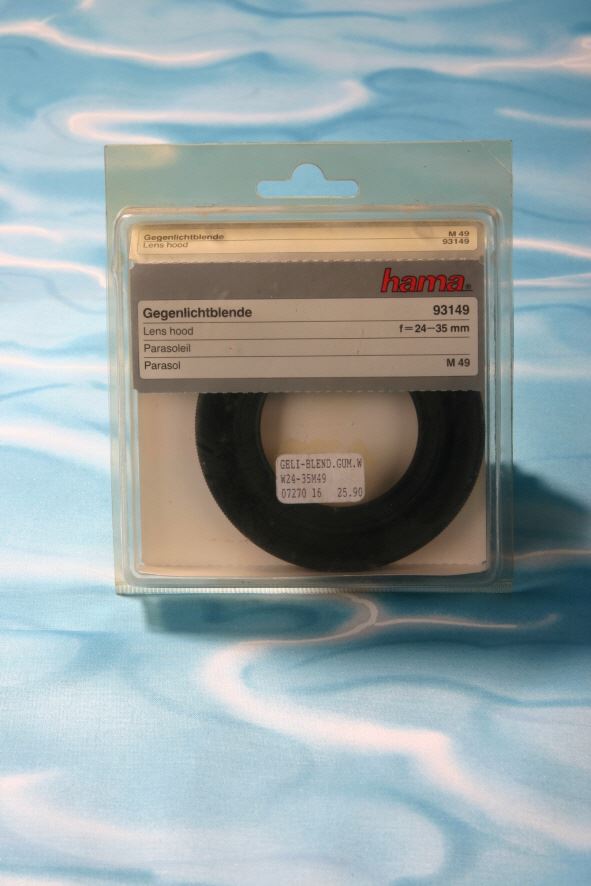 Gegenlichtblende M 49
Lens hood 93149
hama®
Gegenlichtblende 93149
Lens hood f=24–35 mm
Parasoleil
Parasol M 49
GELI-BLEND.GUM.W
W24-35M49
07270 16 25.90